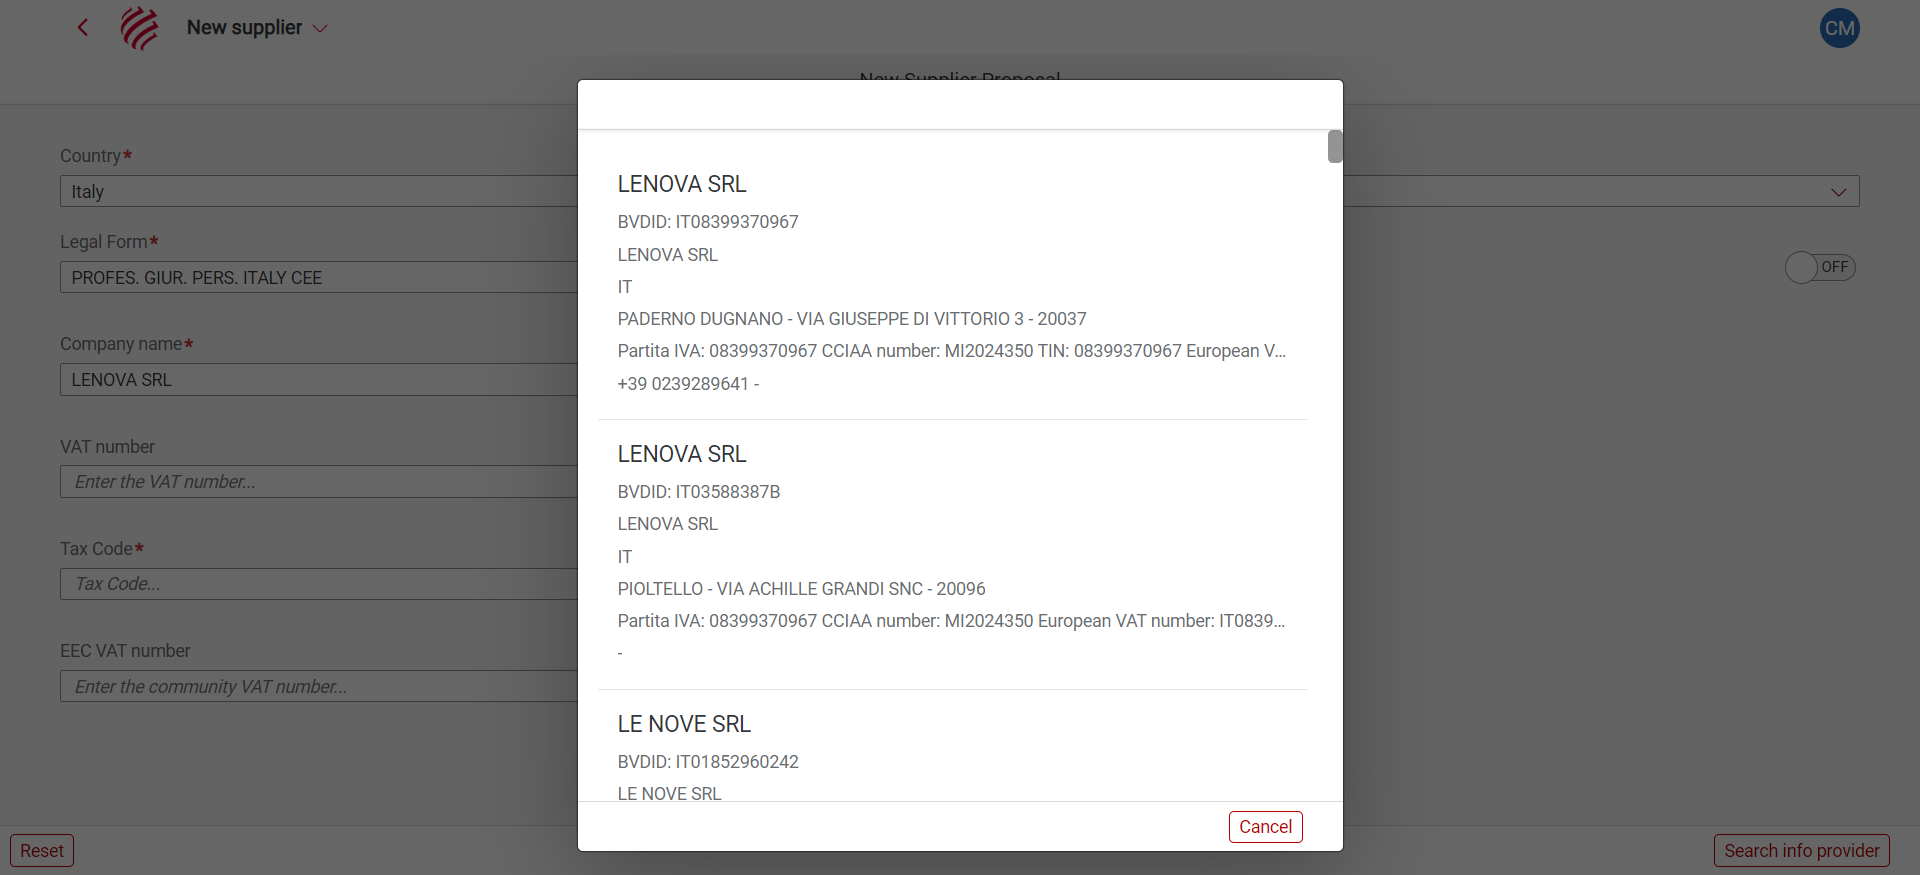 New supplier
CM
New Supplier Proposal
Country*
Italy
Legal Form*
PROFES. GIUR. PERS. ITALY CEE
OFF
Company name*
LENOVA SRL
VAT number
Enter the VAT number...
Tax Code*
Tax Code...
EEC VAT number
Enter the community VAT number...
LENOVA SRL
BVDID: IT08399370967
LENOVA SRL
IT
PADERNO DUGNANO - VIA GIUSEPPE DI VITTORIO 3 - 20037
Partita IVA: 08399370967 CCIAA number: MI2024350 TIN: 08399370967 European V...
+39 0239289641 -
LENOVA SRL
BVDID: IT03588387B
LENOVA SRL
IT
PIOLTELLO - VIA ACHILLE GRANDI SNC - 20096
Partita IVA: 08399370967 CCIAA number: MI2024350 European VAT number: IT0839...
-
LE NOVE SRL
BVDID: IT01852960242
LE NOVE SRL
Cancel
Reset
Search info provider